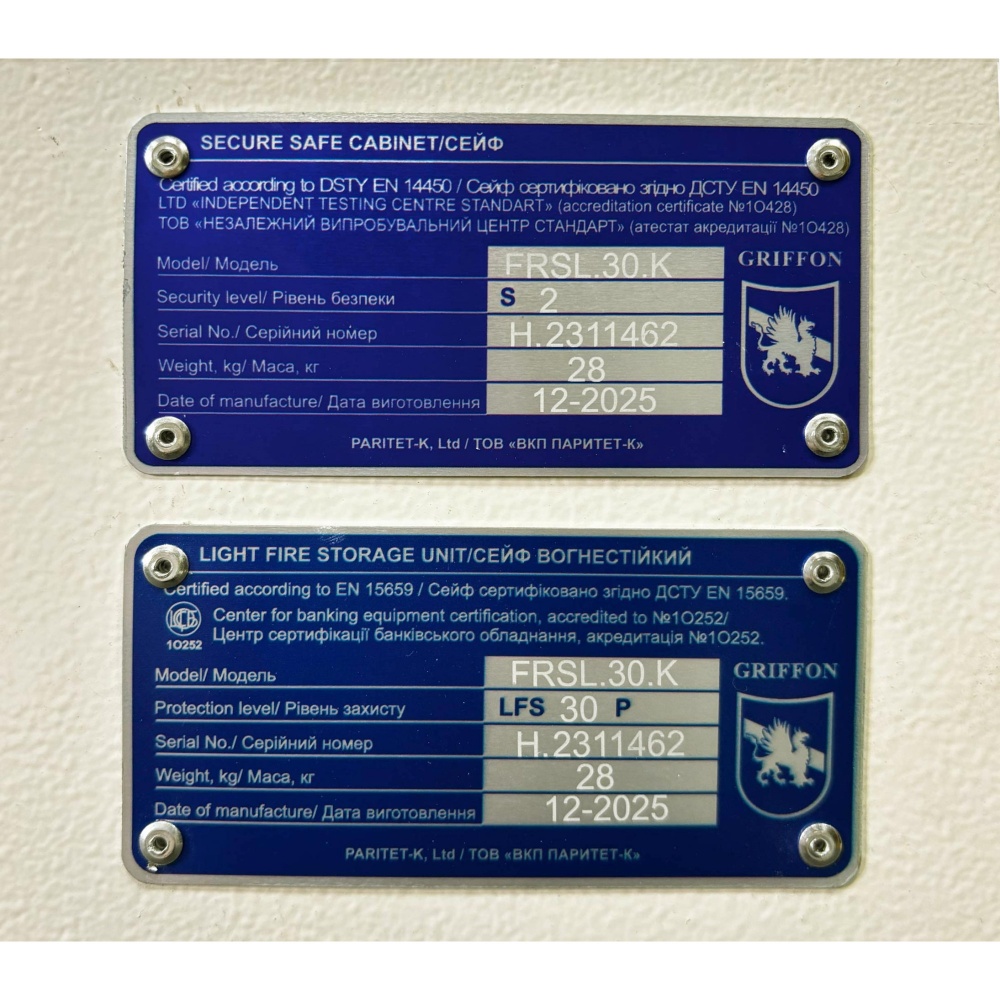 SECURE SAFE CABINET/СЕЙФ
Certified according to DSTY EN 14450 / Сейф сертифіковано згідно ДСТУ EN 14450
LTD «INDEPENDENT TESTING CENTRE STANDART» (accreditation certificate №1O428)
ТОВ «НЕЗАЛЕЖНИЙ ВИПРОБУВАЛЬНИЙ ЦЕНТР СТАНДАРТ» (атестат акредитації №1O428)
Model/ Модель FRSL.30.K
GRIFFON
Security level/ Рівень безпеки S 2
Serial No./ Серійний номер H.2311462
Weight, kg/ Маса, кг 28
Date of manufacture/ Дата виготовлення 12-2025
PARITET-K, Ltd / ТОВ «ВКП ПАРИТЕТ-К»
LIGHT FIRE STORAGE UNIT/СЕЙФ ВОГНЕСТІЙКИЙ
Certified according to EN 15659 / Сейф сертифіковано згідно ДСТУ EN 15659.
Center for banking equipment certification, accredited to №1O252/
Центр сертифікації банківського обладнання, акредитація №1O252.
1O252
Model/ Модель FRSL.30.K
GRIFFON
Protection level/ Рівень захисту LFS 30 P
Serial No./ Серійний номер H.2311462
Weight, kg/ Маса, кг 28
Date of manufacture/ Дата виготовлення 12-2025
PARITET-K, Ltd / ТОВ «ВКП ПАРИТЕТ-К»